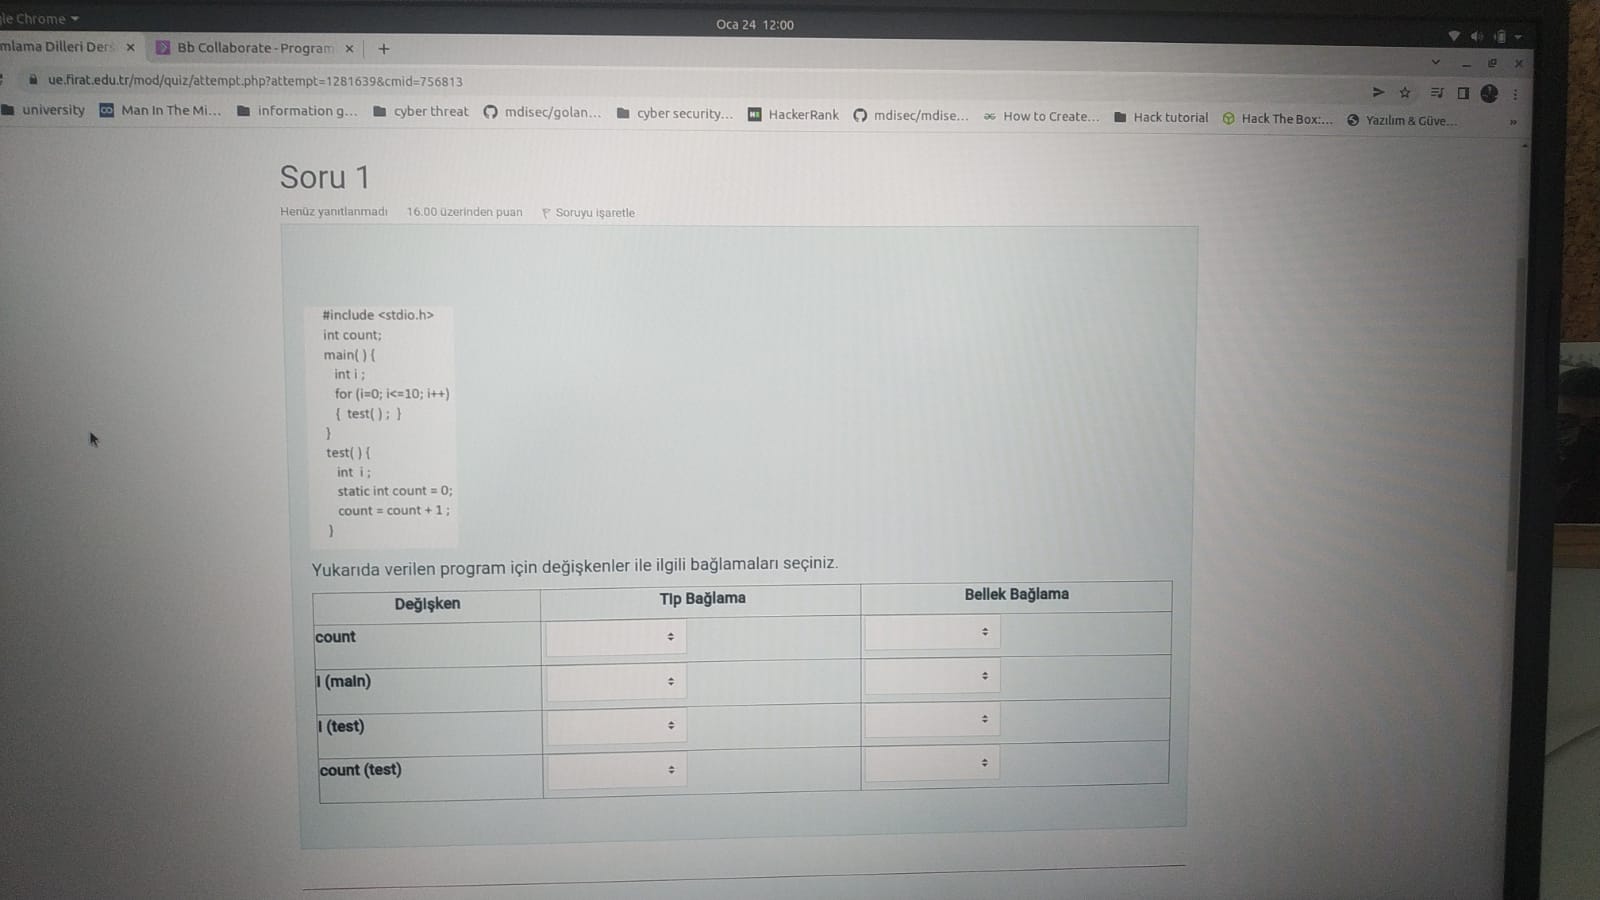 le Chrome
Oca 24 12:00
mlama Dilleri Ders
Bb Collaborate - Program
ue.firat.edu.tr/mod/quiz/attempt.php?attempt=1281639&cmid=756813
university
Man In The Mi...
information g...
cyber threat
mdisec/golan...
cyber security...
HackerRank
mdisec/mdise...
How to Create...
Hack tutorial
Hack The Box:...
Yazılım & Güve...
»
Soru 1
Henüz yanıtlanmadı 16.00 üzerinden puan Soruyu işaretle
#include <stdio.h>
int count;
main( ) {
int i ;
for (i=0; i<=10; i++)
{ test( ) ; }
}
test( ) {
int i ;
static int count = 0;
count = count + 1 ;
}
Yukarıda verilen program için değişkenler ile ilgili bağlamaları seçiniz.
Değişken Tip Bağlama Bellek Bağlama
count
i (main)
i (test)
count (test)